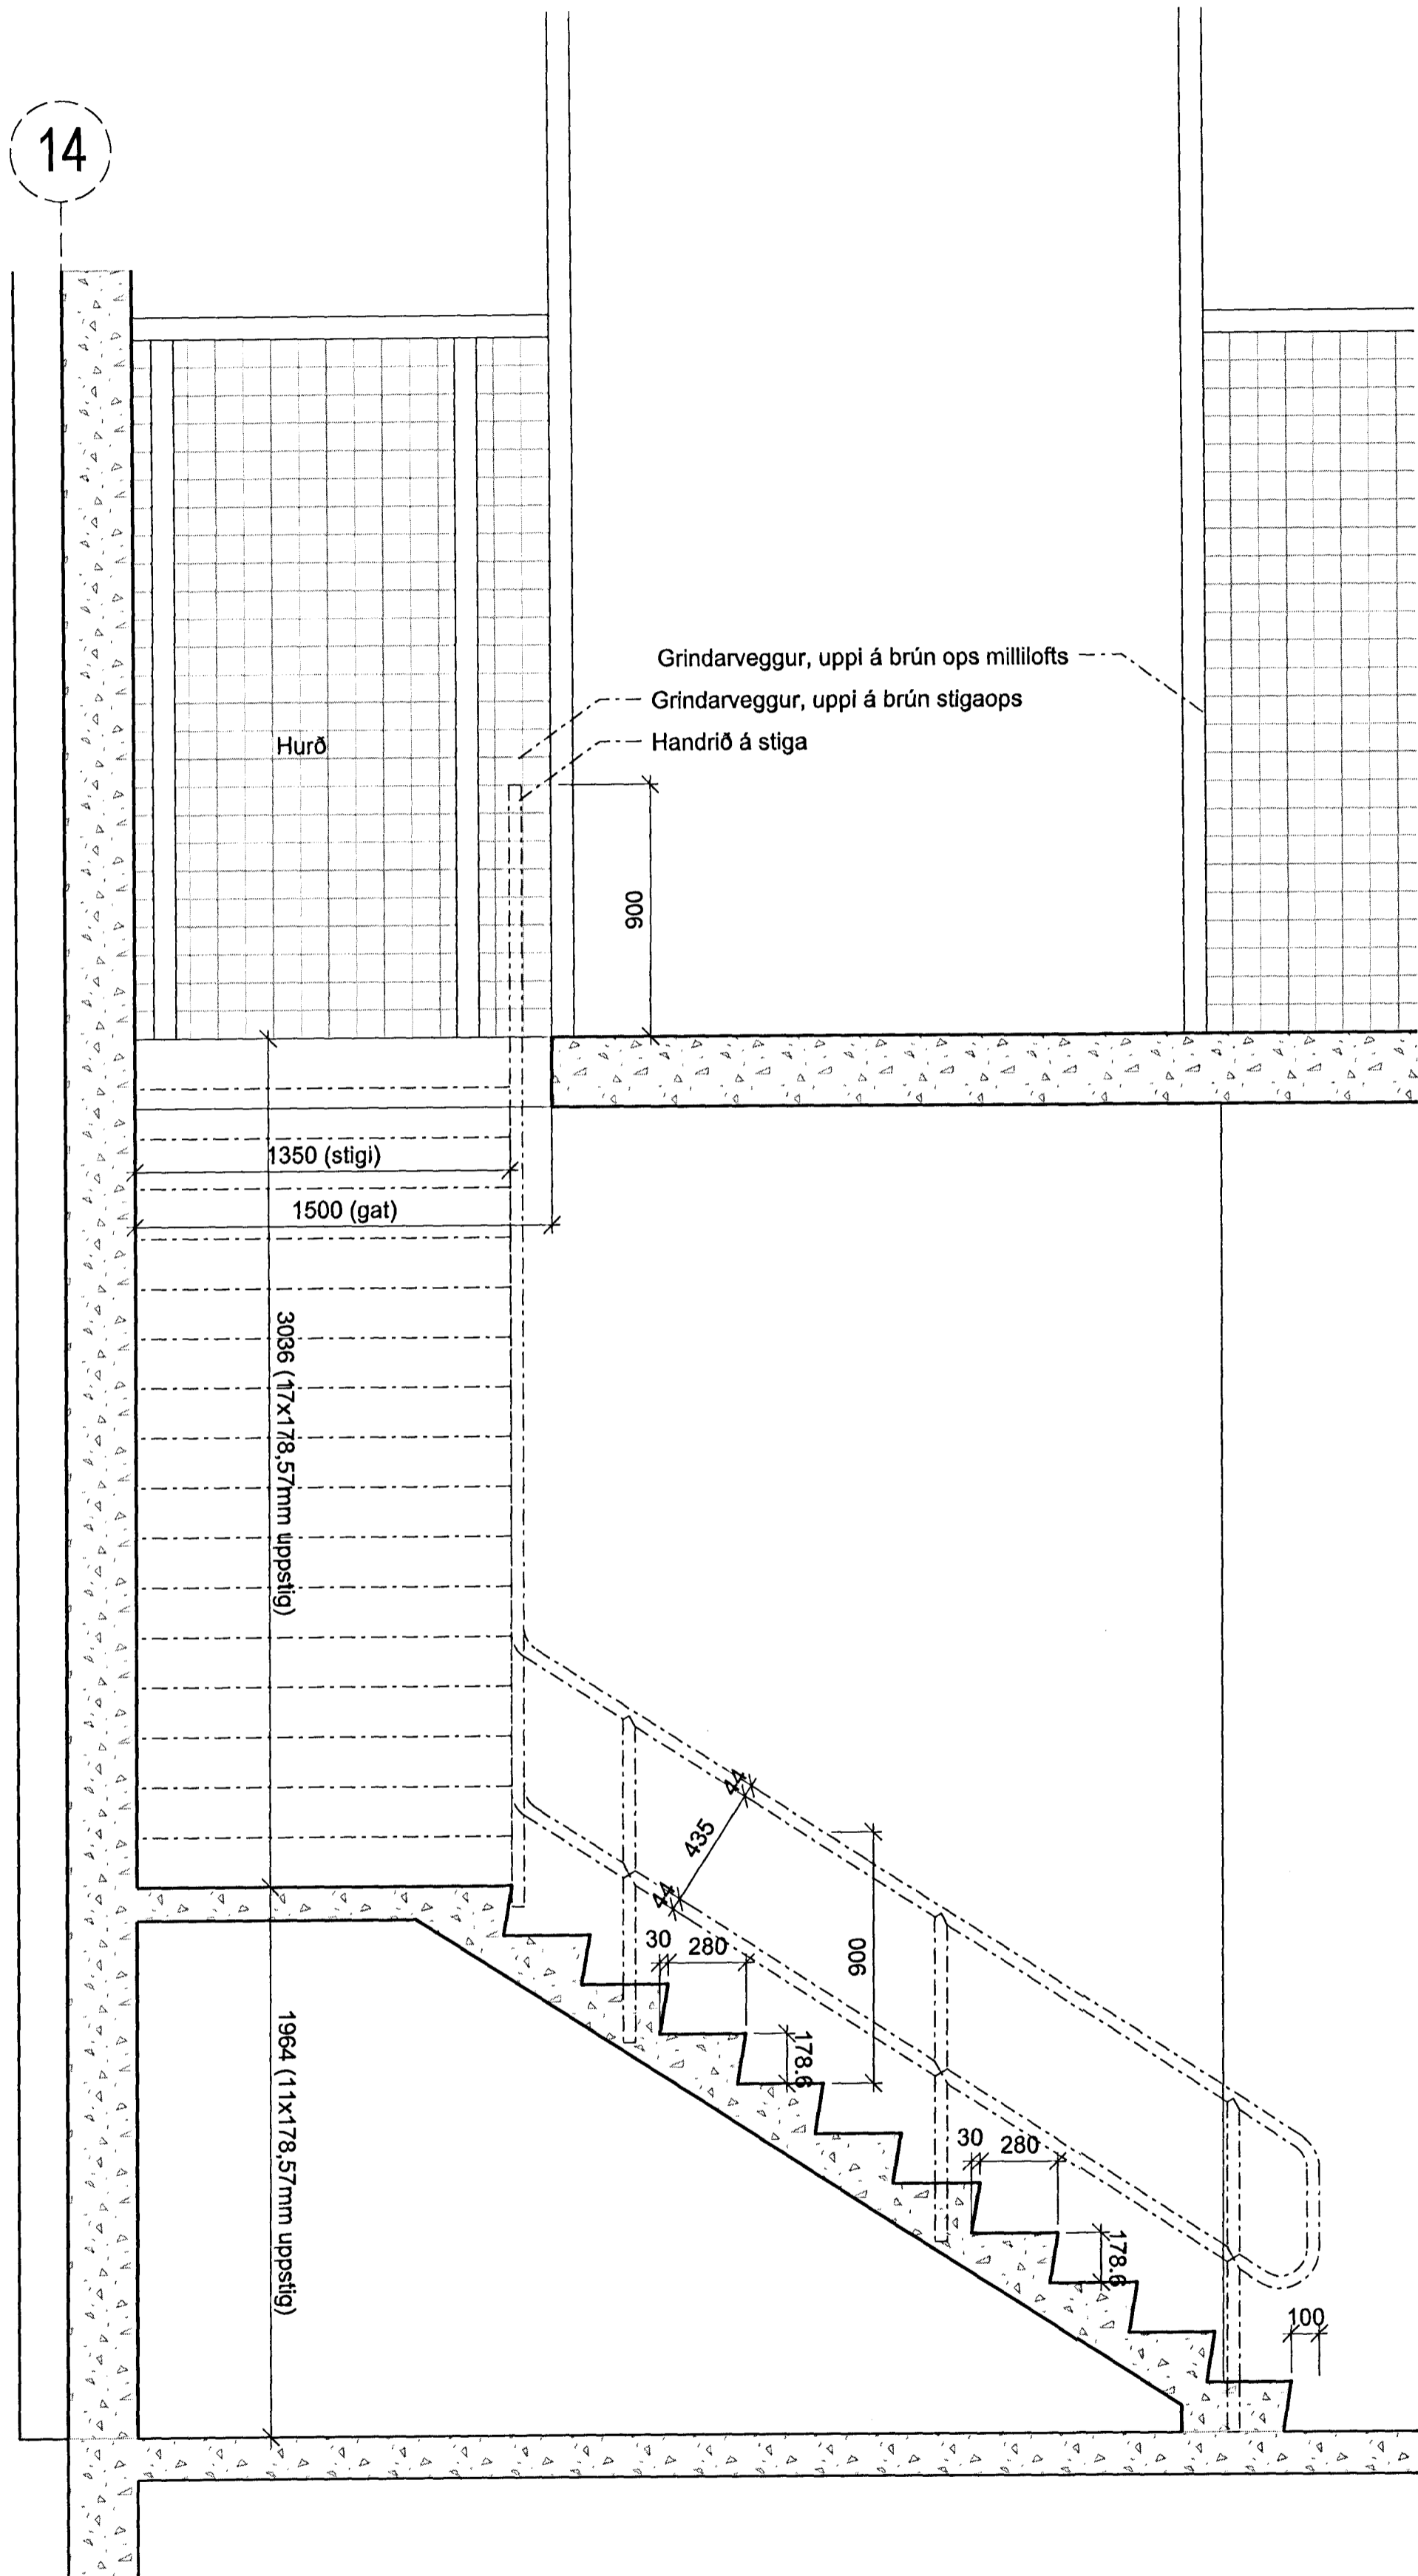 14
Grindarveggur, uppi á brún ops millilofts
Grindarveggur, uppi á brún stigaops
Hurð
Handrið á stiga
900
1350 (stigi)
1500 (gat)
3036 (17x178,57mm uppstig)
44
435
44
900
30
280
178.6
30
280
178.6
1964 (11x178,57mm uppstig)
100